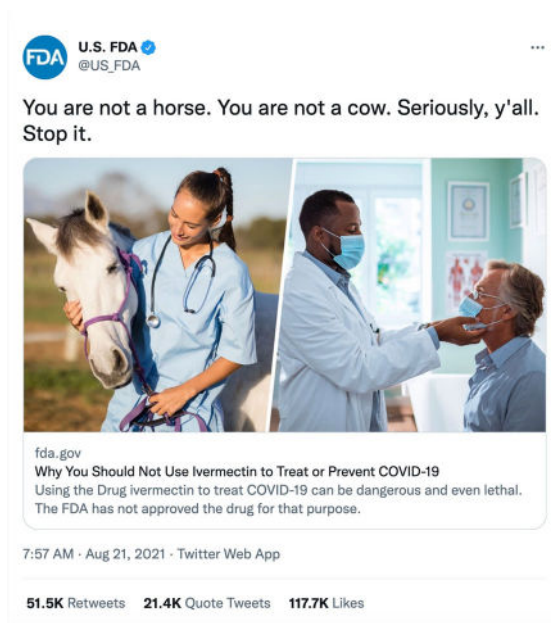 FDA
U.S. FDA
@US_FDA
You are not a horse. You are not a cow. Seriously, y'all.
Stop it.
fda.gov
Why You Should Not Use Ivermectin to Treat or Prevent COVID-19
Using the Drug ivermectin to treat COVID-19 can be dangerous and even lethal.
The FDA has not approved the drug for that purpose.
7:57 AM · Aug 21, 2021 · Twitter Web App
51.5K Retweets 21.4K Quote Tweets 117.7K Likes